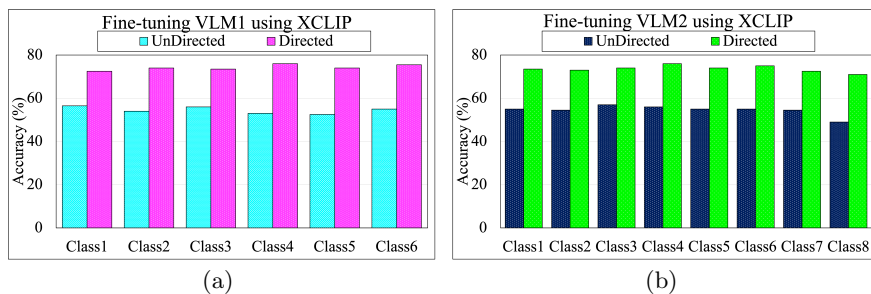 Fine-tuning VLM1 using XCLIP
UnDirected Directed
Accuracy (%)
80
60
40
20
0
Class1 Class2 Class3 Class4 Class5 Class6
(a)
Fine-tuning VLM2 using XCLIP
UnDirected Directed
Accuracy (%)
80
60
40
20
0
Class1 Class2 Class3 Class4 Class5 Class6 Class7 Class8
(b)